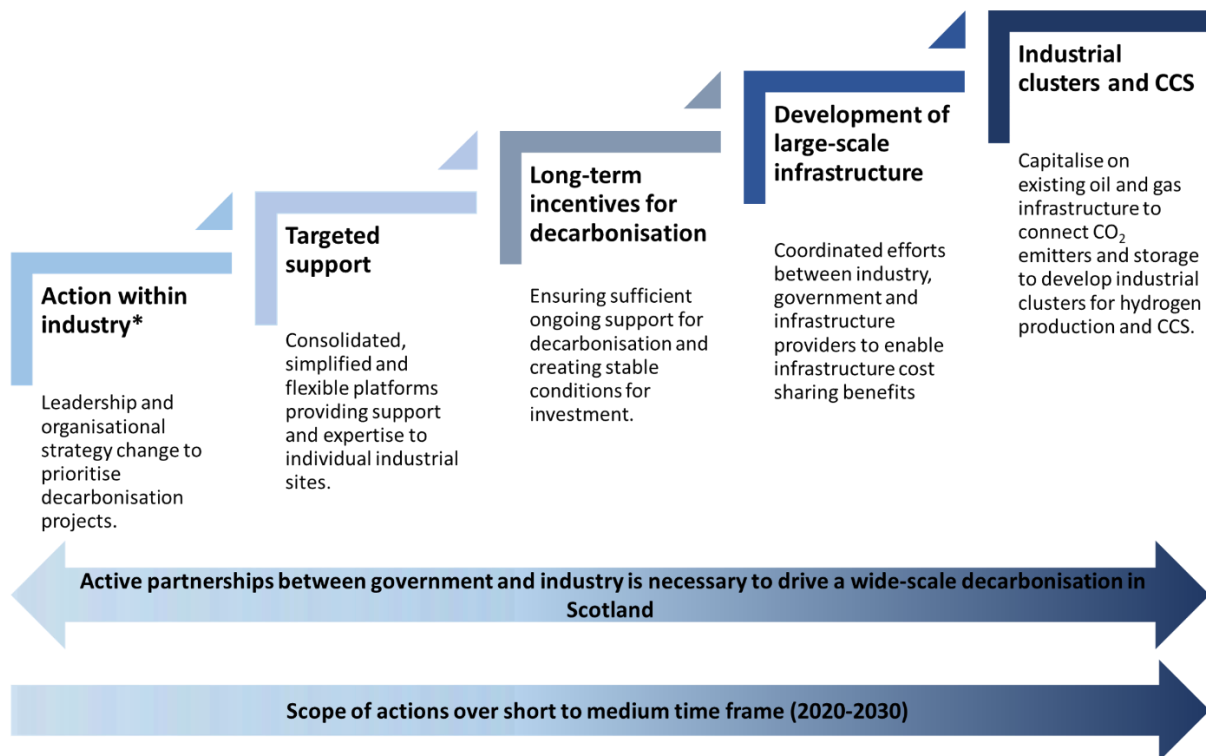 Action within
industry*
Leadership and
organisational
strategy change to
prioritise
decarbonisation
projects.
Targeted
support
Consolidated,
simplified and
flexible platforms
providing support
and expertise to
individual industrial
sites.
Long-term
incentives for
decarbonisation
Ensuring sufficient
ongoing support for
decarbonisation and
creating stable
conditions for
investment.
Development of
large-scale
infrastructure
Coordinated efforts
between industry,
government and
infrastructure
providers to enable
infrastructure cost
sharing benefits
Industrial
clusters and CCS
Capitalise on
existing oil and gas
infrastructure to
connect CO₂
emitters and storage
to develop industrial
clusters for hydrogen
production and CCS.
Active partnerships between government and industry is necessary to drive a wide-scale decarbonisation in
Scotland
Scope of actions over short to medium time frame (2020-2030)